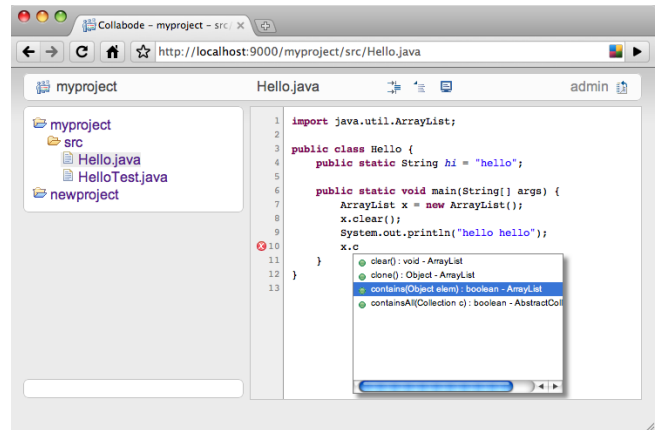 Collabode - myproject - src/
http://localhost:9000/myproject/src/Hello.java
myproject
Hello.java
admin
myproject
src
Hello.java
HelloTest.java
newproject
1 import java.util.ArrayList;
2
3 public class Hello {
4 public static String hi = "hello";
5
6 public static void main(String[] args) {
7 ArrayList x = new ArrayList();
8 x.clear();
9 System.out.println("hello hello");
10 x.c
11 }
12 }
13
clear() : void - ArrayList
clone() : Object - ArrayList
contains(Object elem) : boolean - ArrayList
containsAll(Collection c) : boolean - AbstractColl